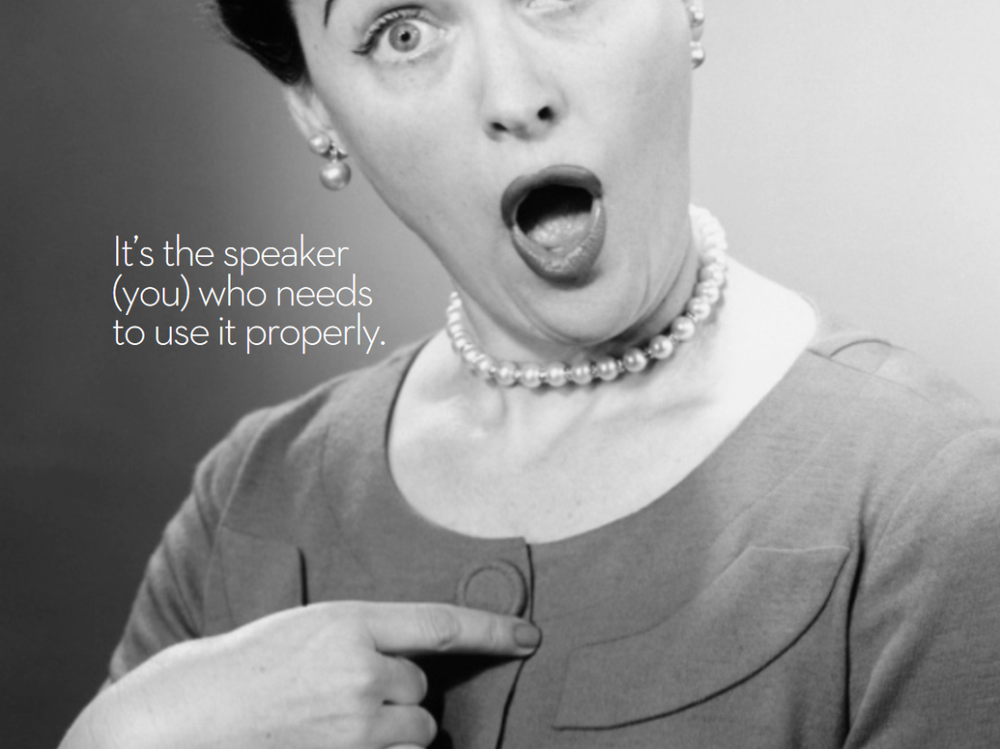 It’s the speaker
(you) who needs
to use it properly.